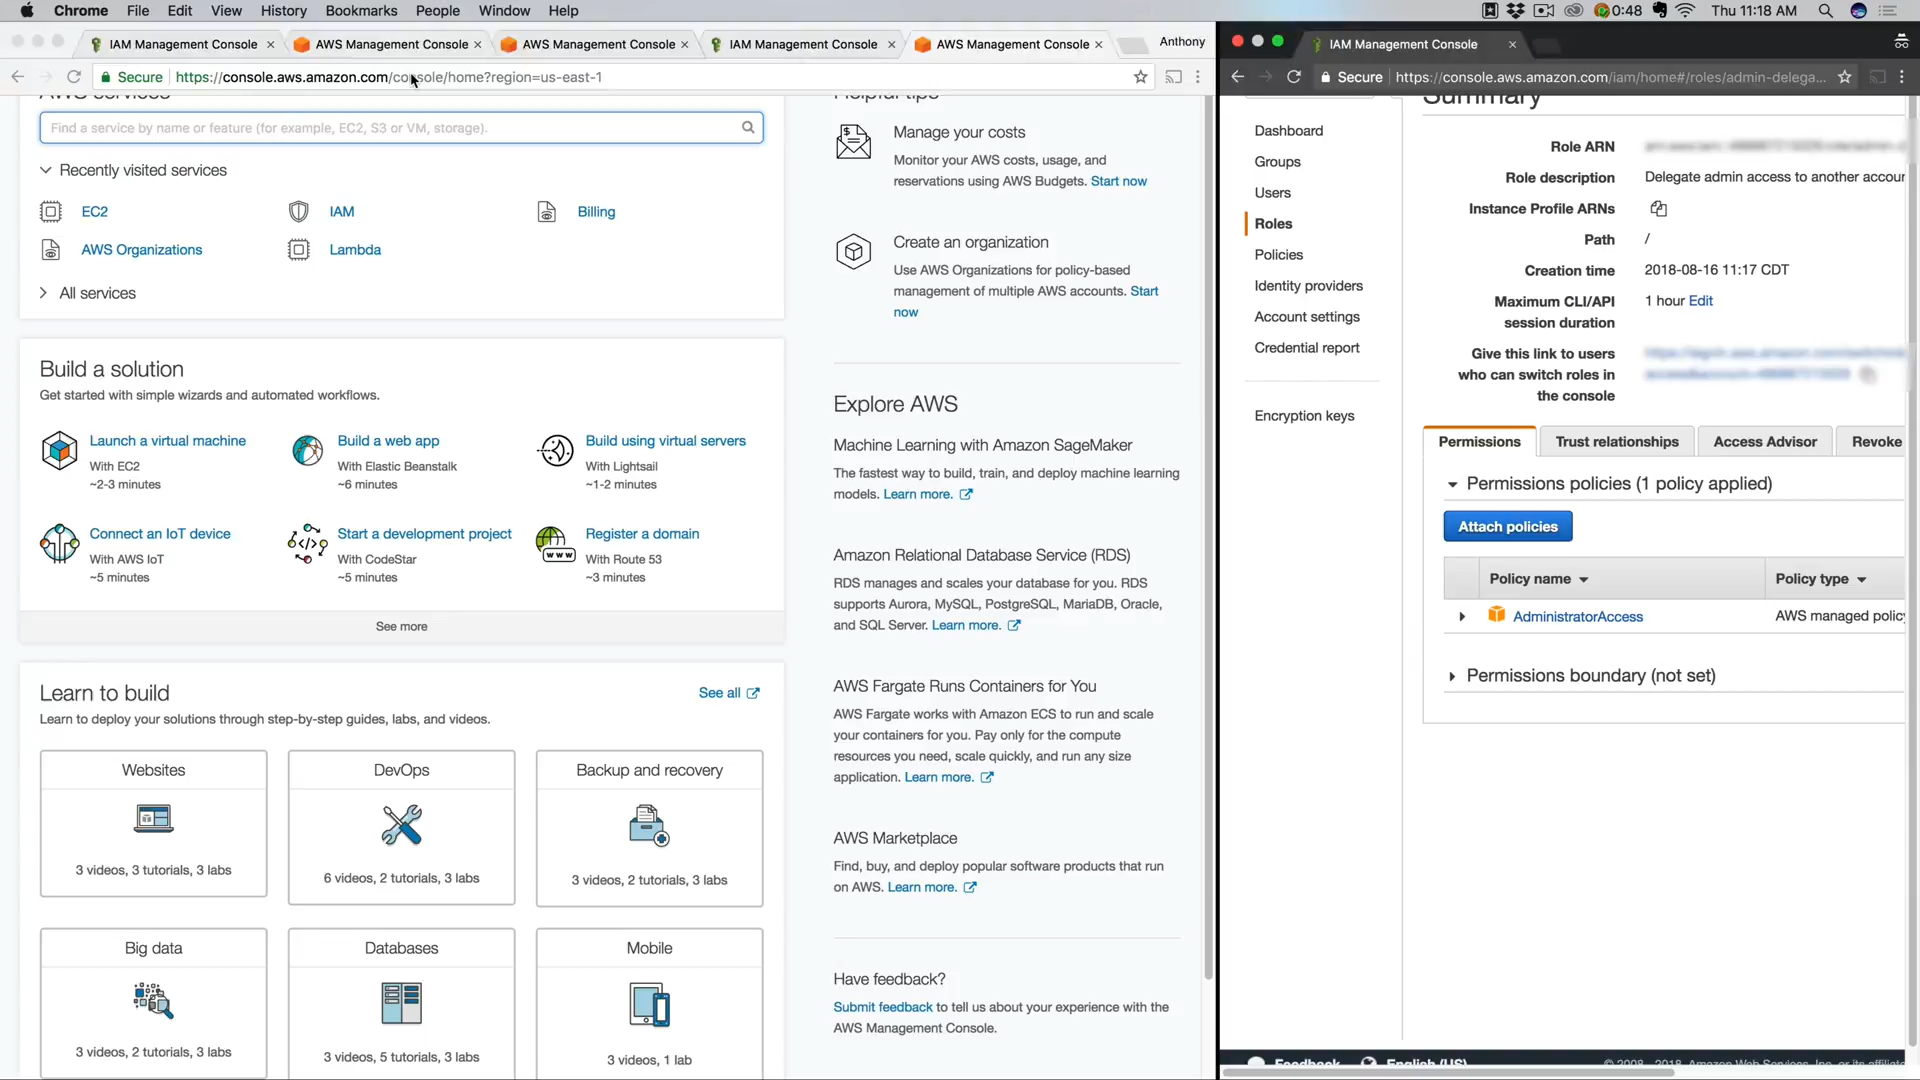 Chrome File Edit View History Bookmarks People Window Help
0:48 Thu 11:18 AM
IAM Management Console
AWS Management Console
AWS Management Console
IAM Management Console
AWS Management Console
Anthony
Secure https://console.aws.amazon.com/console/home?region=us-east-1
AWS services
Find a service by name or feature (for example, EC2, S3 or VM, storage).
Recently visited services
EC2
IAM
Billing
AWS Organizations
Lambda
All services
Build a solution
Get started with simple wizards and automated workflows.
Launch a virtual machine
With EC2
~2-3 minutes
Build a web app
With Elastic Beanstalk
~6 minutes
Build using virtual servers
With Lightsail
~1-2 minutes
Connect an IoT device
With AWS IoT
~5 minutes
Start a development project
With CodeStar
~5 minutes
Register a domain
With Route 53
~3 minutes
See more
Learn to build
See all
Learn to deploy your solutions through step-by-step guides, labs, and videos.
Websites
3 videos, 3 tutorials, 3 labs
DevOps
6 videos, 2 tutorials, 3 labs
Backup and recovery
3 videos, 2 tutorials, 3 labs
Big data
3 videos, 2 tutorials, 3 labs
Databases
3 videos, 5 tutorials, 3 labs
Mobile
3 videos, 1 lab
Helpful tips
Manage your costs
Monitor your AWS costs, usage, and
reservations using AWS Budgets. Start now
Create an organization
Use AWS Organizations for policy-based
management of multiple AWS accounts. Start
now
Explore AWS
Machine Learning with Amazon SageMaker
The fastest way to build, train, and deploy machine learning
models. Learn more.
Amazon Relational Database Service (RDS)
RDS manages and scales your database for you. RDS
supports Aurora, MySQL, PostgreSQL, MariaDB, Oracle,
and SQL Server. Learn more.
AWS Fargate Runs Containers for You
AWS Fargate works with Amazon ECS to run and scale
your containers for you. Pay only for the compute
resources you need, scale quickly, and run any size
application. Learn more.
AWS Marketplace
Find, buy, and deploy popular software products that run
on AWS. Learn more.
Have feedback?
Submit feedback to tell us about your experience with the
AWS Management Console.
IAM Management Console
Secure https://console.aws.amazon.com/iam/home#/roles/admin-delega...
Dashboard
Groups
Users
Roles
Policies
Identity providers
Account settings
Credential report
Encryption keys
Summary
Role ARN
Role description Delegate admin access to another accoun
Instance Profile ARNs
Path /
Creation time 2018-08-16 11:17 CDT
Maximum CLI/API 1 hour Edit
session duration
Give this link to users
who can switch roles in
the console
Permissions
Trust relationships
Access Advisor
Revoke
Permissions policies (1 policy applied)
Attach policies
Policy name
Policy type
AdministratorAccess
AWS managed policy
Permissions boundary (not set)
Feedback English (US) © 2008 - 2018, Amazon Web Services, Inc. or its affiliate